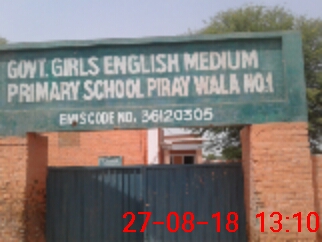 GOVT. GIRLS ENGLISH MEDIUM
PRIMARY SCHOOL PIRAY WALA NO.1
EMIS CODE NO. 36120305
27-08-18 13:10